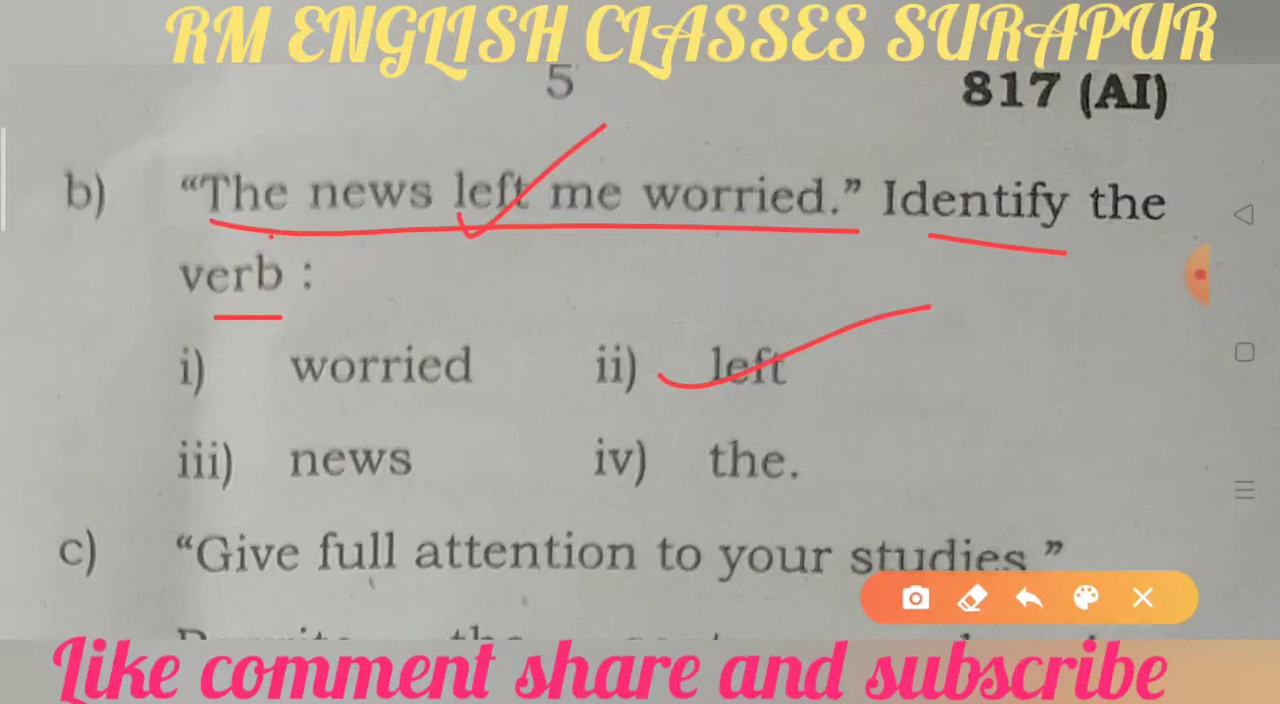 RM ENGLISH CLASSES SURAPUR
5 817 (AI)
b) “The news left me worried.” Identify the
verb :
i) worried ii) left
iii) news iv) the.
c) “Give full attention to your studies.”
Like comment share and subscribe